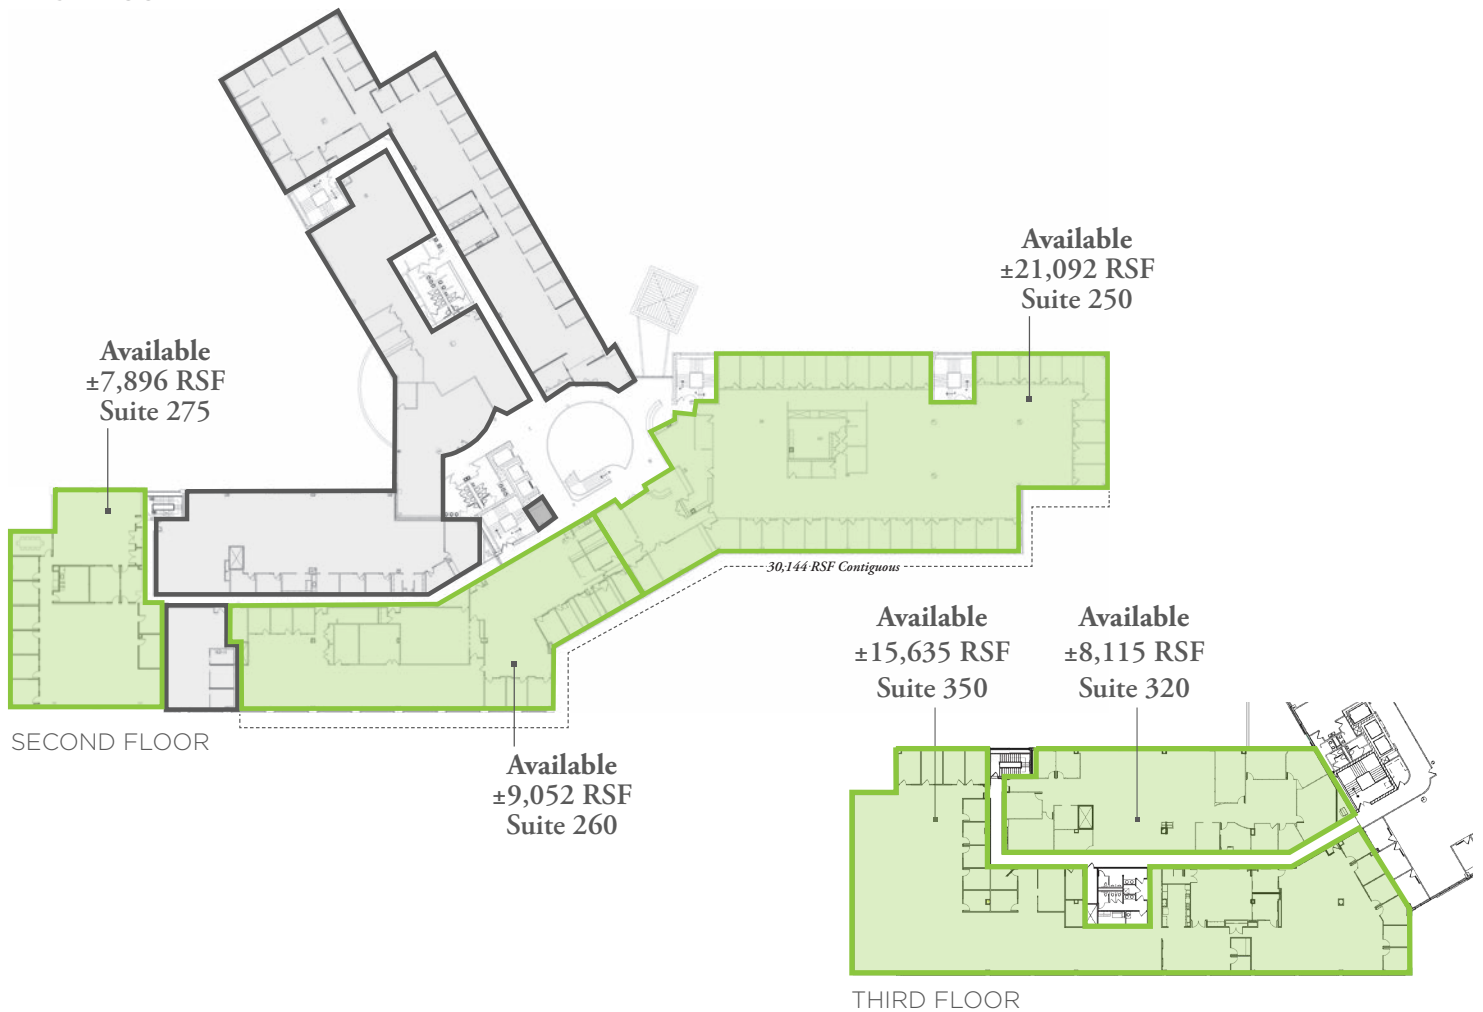 Available
±21,092 RSF
Suite 250
Available
±7,896 RSF
Suite 275
30,144 RSF Contiguous
Available
±15,635 RSF
Suite 350
Available
±8,115 RSF
Suite 320
SECOND FLOOR
Available
±9,052 RSF
Suite 260
THIRD FLOOR